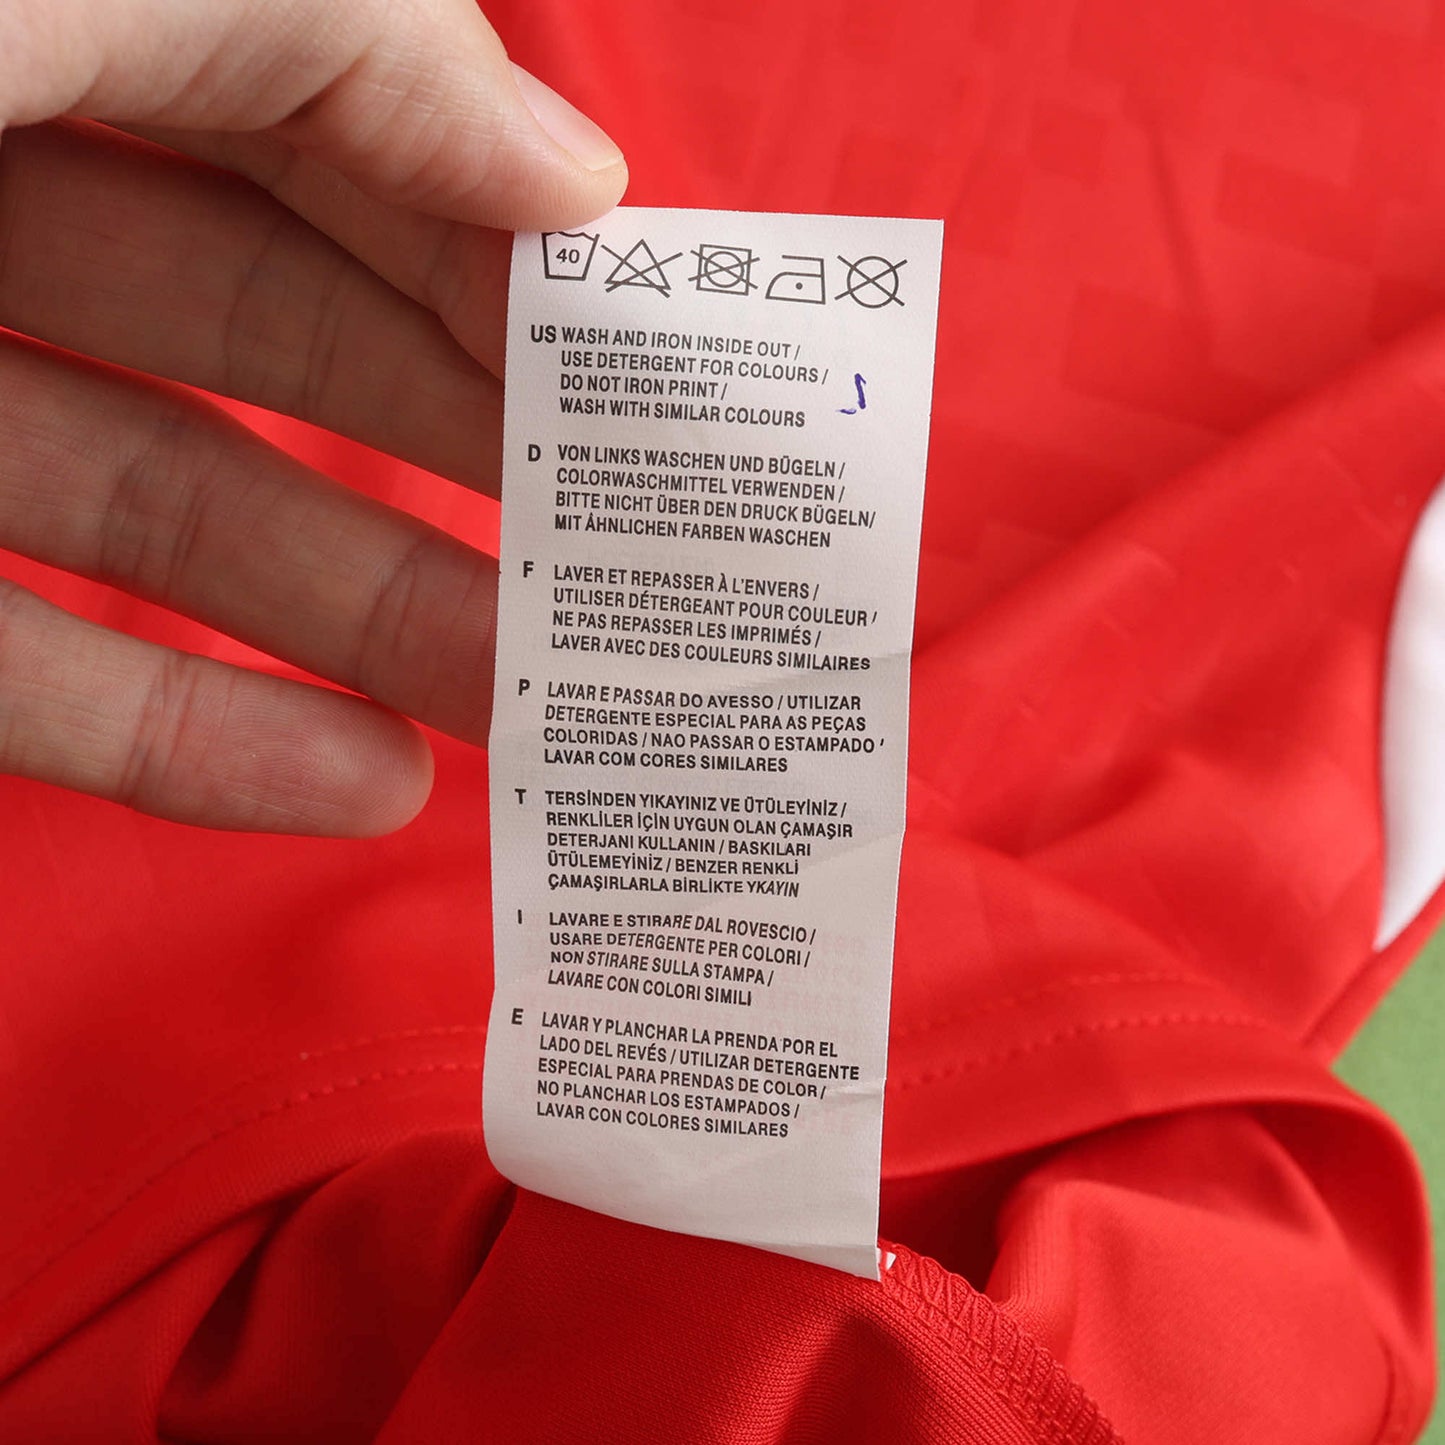 40
US WASH AND IRON INSIDE OUT /
USE DETERGENT FOR COLOURS /
DO NOT IRON PRINT /
WASH WITH SIMILAR COLOURS
D VON LINKS WASCHEN UND BÜGELN /
COLORWASCHMITTEL VERWENDEN /
BITTE NICHT ÜBER DEN DRUCK BÜGELN/
MIT ÅHNLICHEN FARBEN WASCHEN
F LAVER ET REPASSER À L'ENVERS /
UTILISER DÉTERGEANT POUR COULEUR /
NE PAS REPASSER LES IMPRIMÉS /
LAVER AVEC DES COULEURS SIMILAIRES
P LAVAR E PASSAR DO AVESSO / UTILIZAR
DETERGENTE ESPECIAL PARA AS PEÇAS
COLORIDAS / NAO PASSAR O ESTAMPADO '
LAVAR COM CORES SIMILARES
T TERSİNDEN YIKAYINIZ VE ÜTÜLEYİNİZ /
RENKLİLER İÇİN UYGUN OLAN ÇAMAŞIR
DETERJANI KULLANIN / BASKILARI
ÜTÜLEMEYİNİZ / BENZER RENKLİ
ÇAMAŞIRLARLA BİRLİKTE YKAYIN
I LAVARE E STIRARE DAL ROVESCIO /
USARE DETERGENTE PER COLORI /
NON STIRARE SULLA STAMPA /
LAVARE CON COLORI SIMILI
E LAVAR Y PLANCHAR LA PRENDA POR EL
LADO DEL REVÉS / UTILIZAR DETERGENTE
ESPECIAL PARA PRENDAS DE COLOR /
NO PLANCHAR LOS ESTAMPADOS /
LAVAR CON COLORES SIMILARES